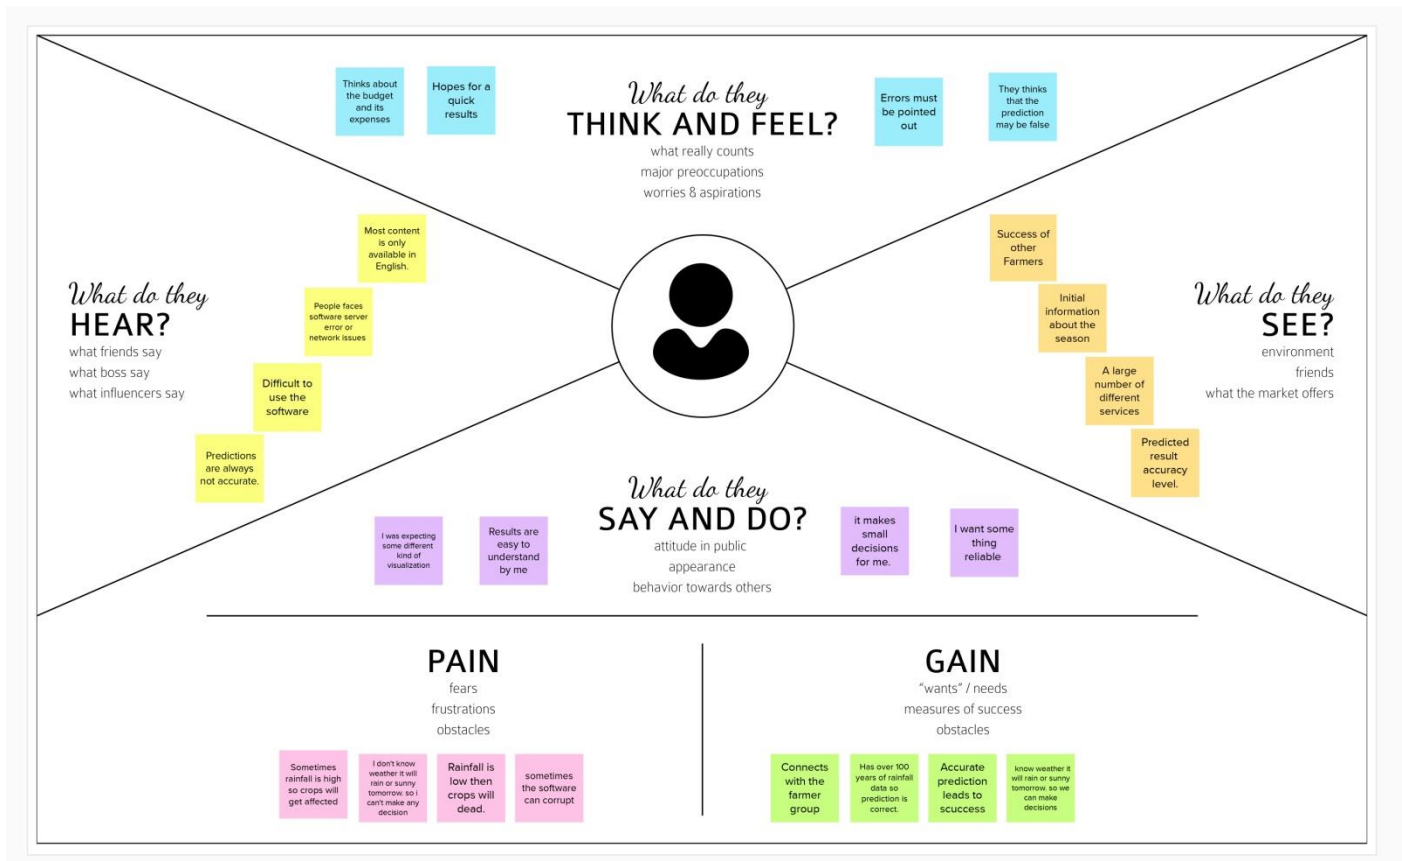 Thinks about
the budget
and its
expenses
Hopes for a
quick
results
What do they
THINK AND FEEL?
what really counts
major preoccupations
worries & aspirations
Errors must
be pointed
out
They thinks
that the
prediction
may be false
What do they
HEAR?
what friends say
what boss say
what influencers say
Most content
is only
available in
English.
People faces
software server
error or
network issues
Difficult to
use the
software
Predictions
are always
not accurate.
Success of
other
Farmers
Initial
information
about the
season
A large
number of
different
services
Predicted
result
accuracy
level.
What do they
SEE?
environment
friends
what the market offers
I was expecting
some different
kind of
visualization
Results are
easy to
understand
by me
What do they
SAY AND DO?
attitude in public
appearance
behavior towards others
it makes
small
decisions
for me.
I want some
thing
reliable
PAIN
fears
frustrations
obstacles
Sometimes
rainfall is high
so crops will
get affected
I don't know
weather it will
rain or sunny
tomorrow. so i
can't make any
decision
Rainfall is
low then
crops will
dead.
sometimes
the software
can corrupt
GAIN
“wants” / needs
measures of success
obstacles
Connects
with the
farmer
group
Has over 100
years of rainfall
data so
prediction is
correct.
Accurate
prediction
leads to
scuccess
know weather it
will rain or sunny
tomorrow. so we
can make
decisions